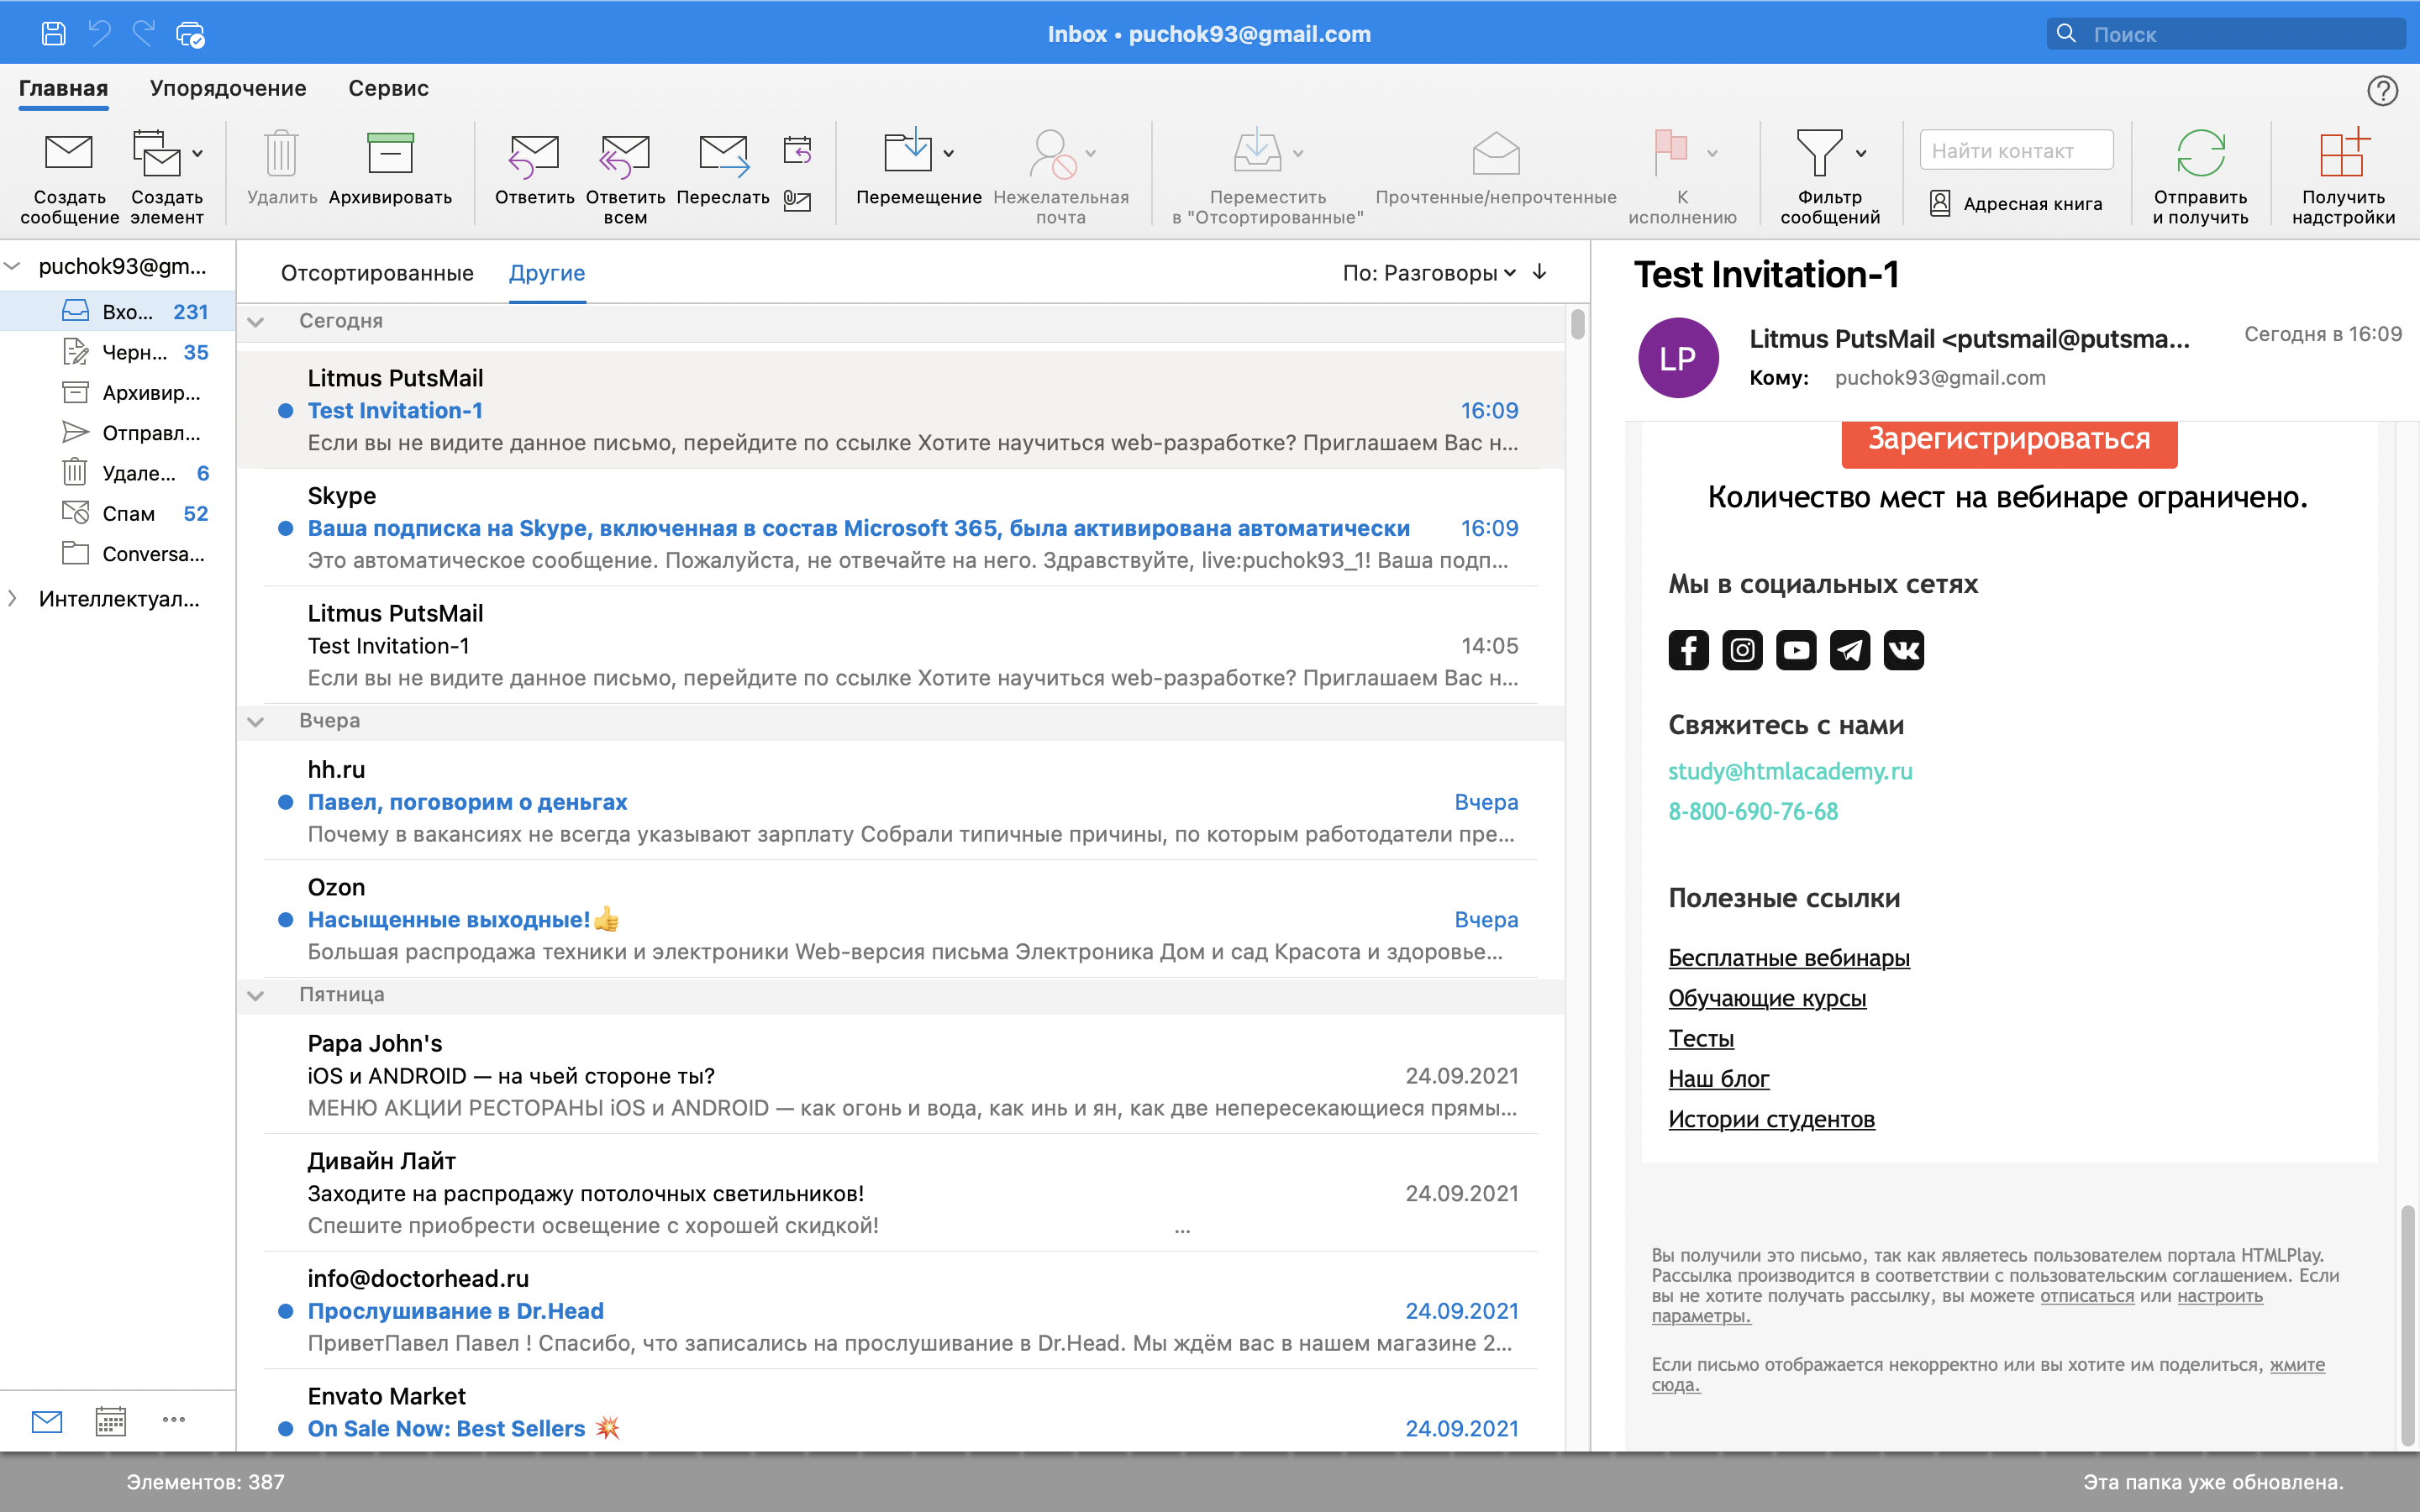 Inbox • puchok93@gmail.com
Поиск
Главная
Упорядочение
Сервис
Создать сообщение
Создать элемент
Удалить
Архивировать
Ответить
Ответить всем
Переслать
Перемещение
Нежелательная почта
Переместить в "Отсортированные"
Прочтенные/непрочтенные
К исполнению
Фильтр сообщений
Найти контакт
Адресная книга
Отправить и получить
Получить надстройки
puchok93@gm...
Вхо... 231
Черн... 35
Архивир...
Отправл...
Удале... 6
Спам 52
Conversa...
Интеллектуал...
Отсортированные
Другие
По: Разговоры
Сегодня
Litmus PutsMail
Test Invitation-1 16:09
Если вы не видите данное письмо, перейдите по ссылке Хотите научиться web-разработке? Приглашаем Вас н...
Skype
Ваша подписка на Skype, включенная в состав Microsoft 365, была активирована автоматически 16:09
Это автоматическое сообщение. Пожалуйста, не отвечайте на него. Здравствуйте, live:puchok93_1! Ваша подп...
Litmus PutsMail
Test Invitation-1 14:05
Если вы не видите данное письмо, перейдите по ссылке Хотите научиться web-разработке? Приглашаем Вас н...
Вчера
hh.ru
Павел, поговорим о деньгах Вчера
Почему в вакансиях не всегда указывают зарплату Собрали типичные причины, по которым работодатели пре...
Ozon
Насыщенные выходные!👍 Вчера
Большая распродажа техники и электроники Web-версия письма Электроника Дом и сад Красота и здоровье...
Пятница
Papa John's
iOS и ANDROID — на чьей стороне ты? 24.09.2021
МЕНЮ АКЦИИ РЕСТОРАНЫ iOS и ANDROID — как огонь и вода, как инь и ян, как две непересекающиеся прямы...
Дивайн Лайт
Заходите на распродажу потолочных светильников! 24.09.2021
Спешите приобрести освещение с хорошей скидкой! ...
info@doctorhead.ru
Прослушивание в Dr.Head 24.09.2021
ПриветПавел Павел ! Спасибо, что записались на прослушивание в Dr.Head. Мы ждём вас в нашем магазине 2...
Envato Market
On Sale Now: Best Sellers 💥 24.09.2021
Test Invitation-1
LP
Litmus PutsMail <putsmail@putsma...
Сегодня в 16:09
Кому: puchok93@gmail.com
Зарегистрироваться
Количество мест на вебинаре ограничено.
Мы в социальных сетях
Свяжитесь с нами
study@htmlacademy.ru
8-800-690-76-68
Полезные ссылки
Бесплатные вебинары
Обучающие курсы
Тесты
Наш блог
Истории студентов
Вы получили это письмо, так как являетесь пользователем портала HTMLPlay.
Рассылка производится в соответствии с пользовательским соглашением. Если
вы не хотите получать рассылку, вы можете отписаться или настроить
параметры.
Если письмо отображается некорректно или вы хотите им поделиться, жмите
сюда.
Элементов: 387
Эта папка уже обновлена.